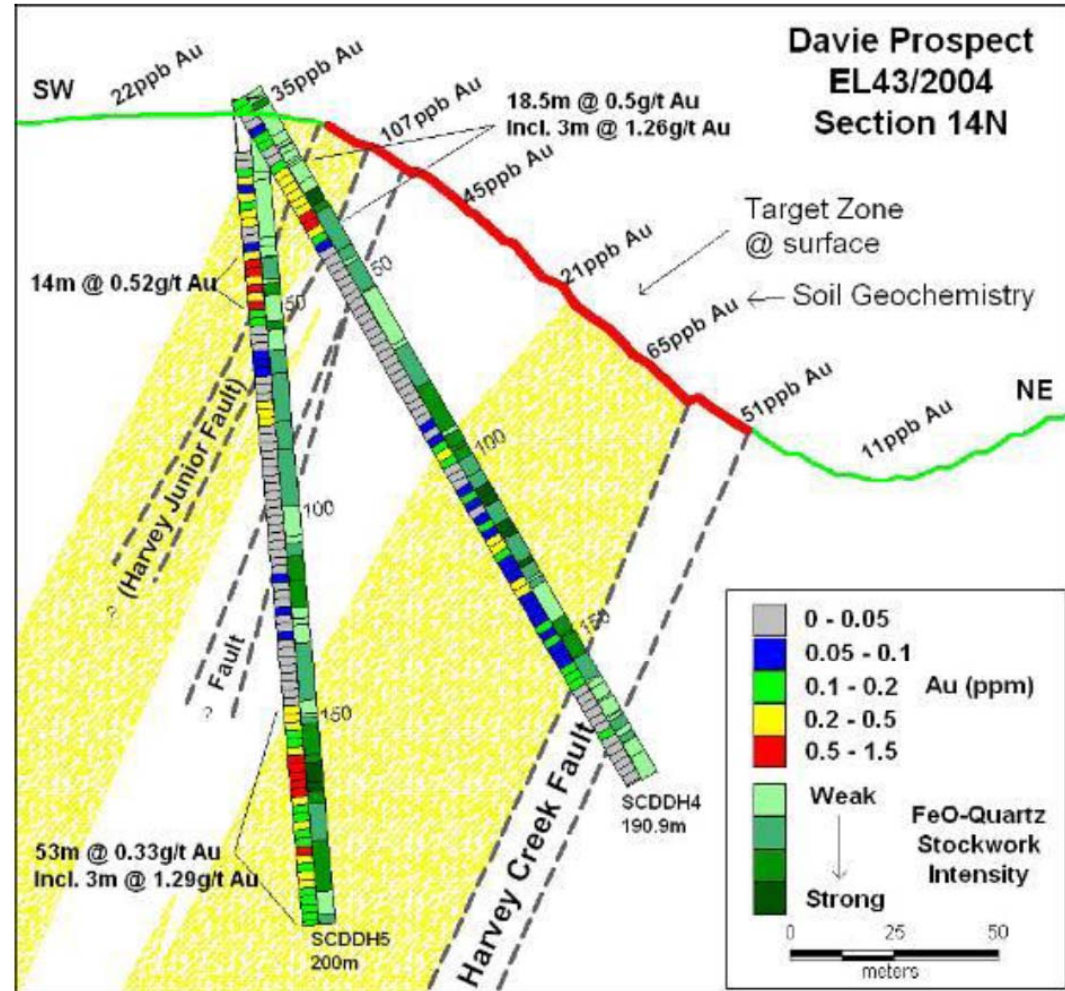 Davie Prospect
EL43/2004
Section 14N
SW
22ppb Au
35ppb Au
107ppb Au
18.5m @ 0.5g/t Au
Incl. 3m @ 1.26g/t Au
45ppb Au
21ppb Au
65ppb Au
51ppb Au
11ppb Au
NE
Target Zone
@ surface
Soil Geochemistry
14m @ 0.52g/t Au
50
50
100
100
150
150
(Harvey Junior Fault)
?
Fault
?
53m @ 0.33g/t Au
Incl. 3m @ 1.29g/t Au
SCDDH5
200m
SCDDH4
190.9m
Harvey Creek Fault
0 - 0.05
0.05 - 0.1
0.1 - 0.2
0.2 - 0.5
0.5 - 1.5
Au (ppm)
Weak
Strong
FeO-Quartz
Stockwork
Intensity
0 25 50
meters